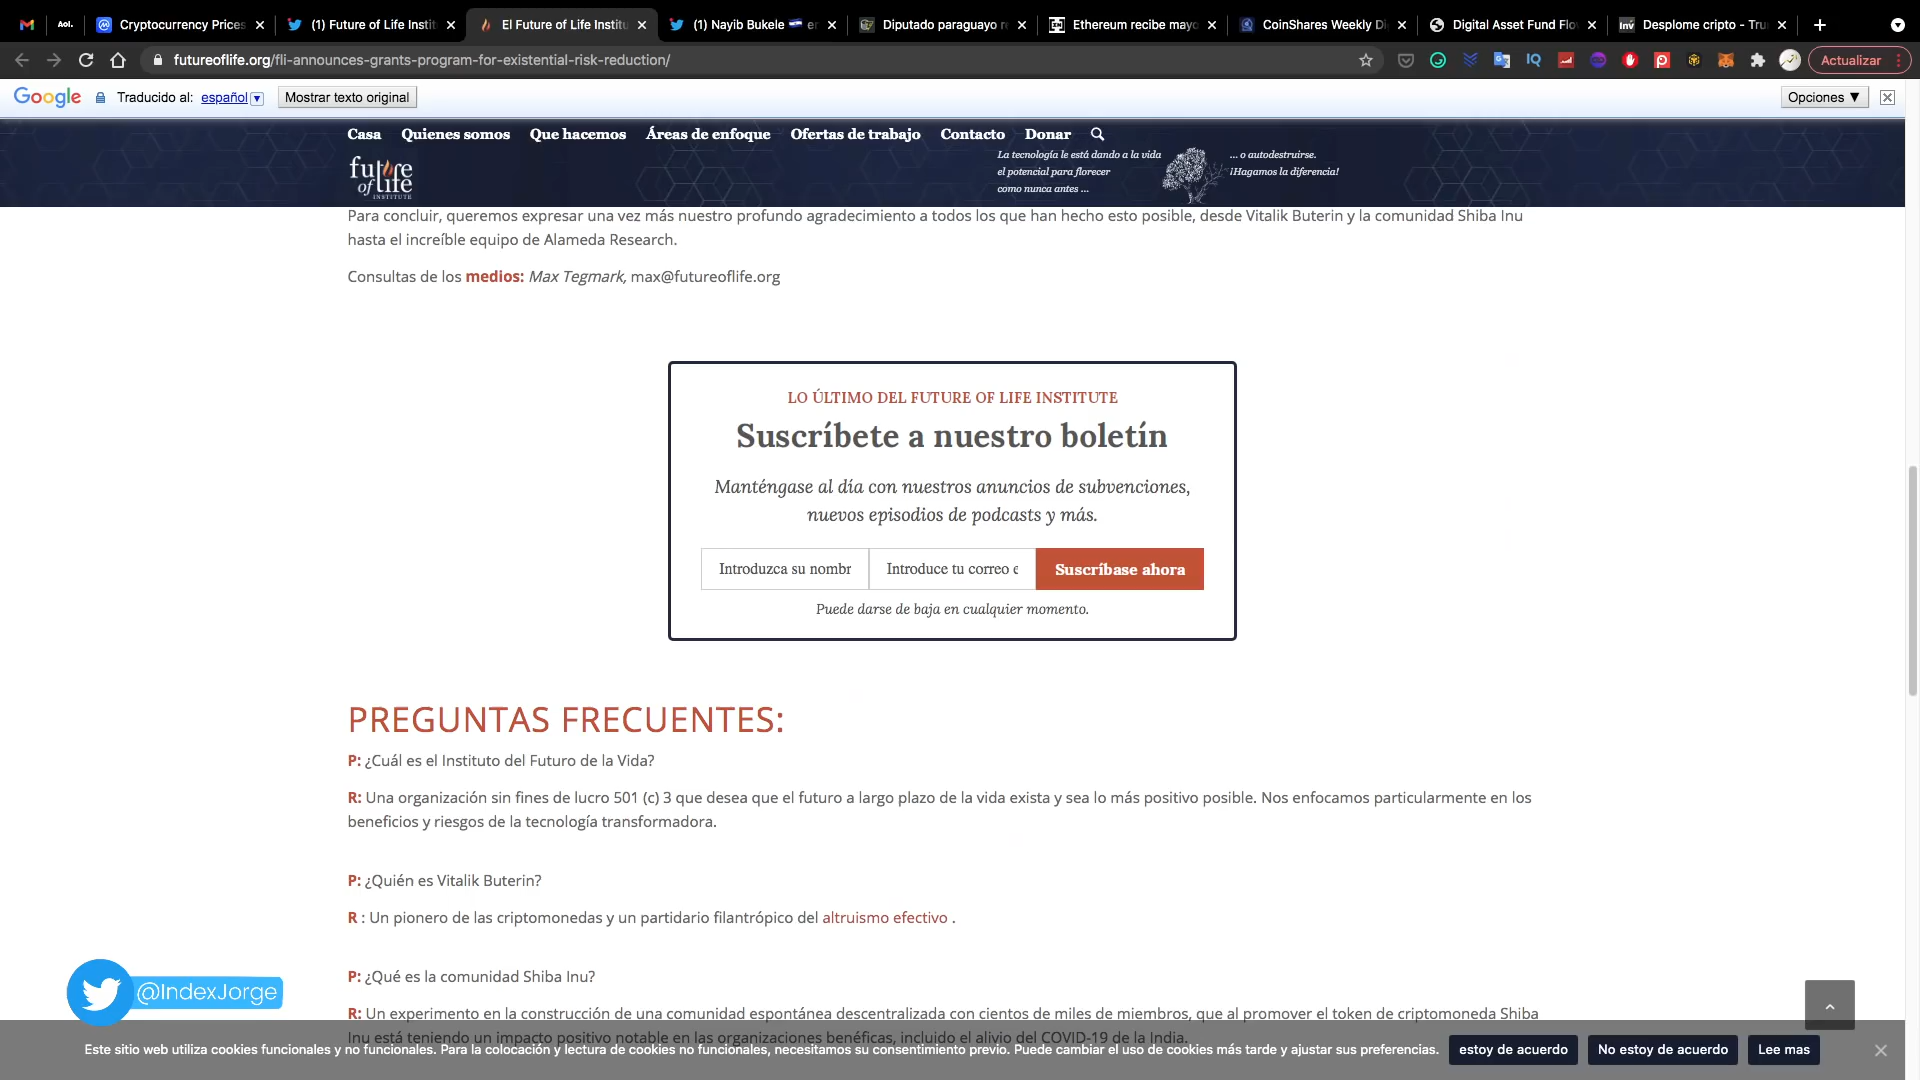 Aol.
Cryptocurrency Prices
(1) Future of Life Instit
El Future of Life Institu
(1) Nayib Bukele
Diputado paraguayo
Ethereum recibe mayo
CoinShares Weekly Di
Digital Asset Fund Flo
Inv
Desplome cripto - Tru
futureoflife.org/fli-announces-grants-program-for-existential-risk-reduction/
IQ
Actualizar
Google
Traducido al:
español
Mostrar texto original
Opciones ▼
Casa
Quienes somos
Que hacemos
Áreas de enfoque
Ofertas de trabajo
Contacto
Donar
future of life INSTITUTE
La tecnología le está dando a la vida
el potencial para florecer
como nunca antes ...
... o autodestruirse.
¡Hagamos la diferencia!
Para concluir, queremos expresar una vez más nuestro profundo agradecimiento a todos los que han hecho esto posible, desde Vitalik Buterin y la comunidad Shiba Inu
hasta el increíble equipo de Alameda Research.
Consultas de los medios: Max Tegmark, max@futureoflife.org
LO ÚLTIMO DEL FUTURE OF LIFE INSTITUTE
Suscríbete a nuestro boletín
Manténgase al día con nuestros anuncios de subvenciones,
nuevos episodios de podcasts y más.
Introduzca su nombr
Introduce tu correo e
Suscríbase ahora
Puede darse de baja en cualquier momento.
PREGUNTAS FRECUENTES:
P: ¿Cuál es el Instituto del Futuro de la Vida?
R: Una organización sin fines de lucro 501 (c) 3 que desea que el futuro a largo plazo de la vida exista y sea lo más positivo posible. Nos enfocamos particularmente en los
beneficios y riesgos de la tecnología transformadora.
P: ¿Quién es Vitalik Buterin?
R : Un pionero de las criptomonedas y un partidario filantrópico del altruismo efectivo .
P: ¿Qué es la comunidad Shiba Inu?
@IndexJorge
R: Un experimento en la construcción de una comunidad espontánea descentralizada con cientos de miles de miembros, que al promover el token de criptomoneda Shiba
Inu está teniendo un impacto positivo notable en las organizaciones benéficas, incluido el alivio del COVID-19 de la India.
Este sitio web utiliza cookies funcionales y no funcionales. Para la colocación y lectura de cookies no funcionales, necesitamos su consentimiento previo. Puede cambiar el uso de cookies más tarde y ajustar sus preferencias.
estoy de acuerdo
No estoy de acuerdo
Lee mas